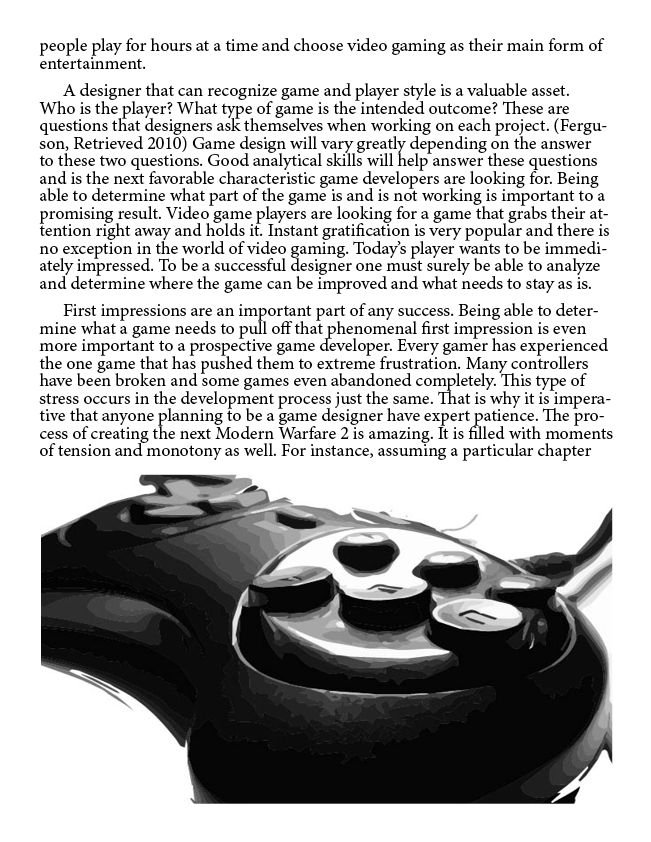 people play for hours at a time and choose video gaming as their main form of
entertainment.
A designer that can recognize game and player style is a valuable asset.
Who is the player? What type of game is the intended outcome? These are
questions that designers ask themselves when working on each project. (Fergu-
son, Retrieved 2010) Game design will vary greatly depending on the answer
to these two questions. Good analytical skills will help answer these questions
and is the next favorable characteristic game developers are looking for. Being
able to determine what part of the game is and is not working is important to a
promising result. Video game players are looking for a game that grabs their at-
tention right away and holds it. Instant gratification is very popular and there is
no exception in the world of video gaming. Today’s player wants to be immedi-
ately impressed. To be a successful designer one must surely be able to analyze
and determine where the game can be improved and what needs to stay as is.
First impressions are an important part of any success. Being able to deter-
mine what a game needs to pull off that phenomenal first impression is even
more important to a prospective game developer. Every gamer has experienced
the one game that has pushed them to extreme frustration. Many controllers
have been broken and some games even abandoned completely. This type of
stress occurs in the development process just the same. That is why it is impera-
tive that anyone planning to be a game designer have expert patience. The pro-
cess of creating the next Modern Warfare 2 is amazing. It is filled with moments
of tension and monotony as well. For instance, assuming a particular chapter